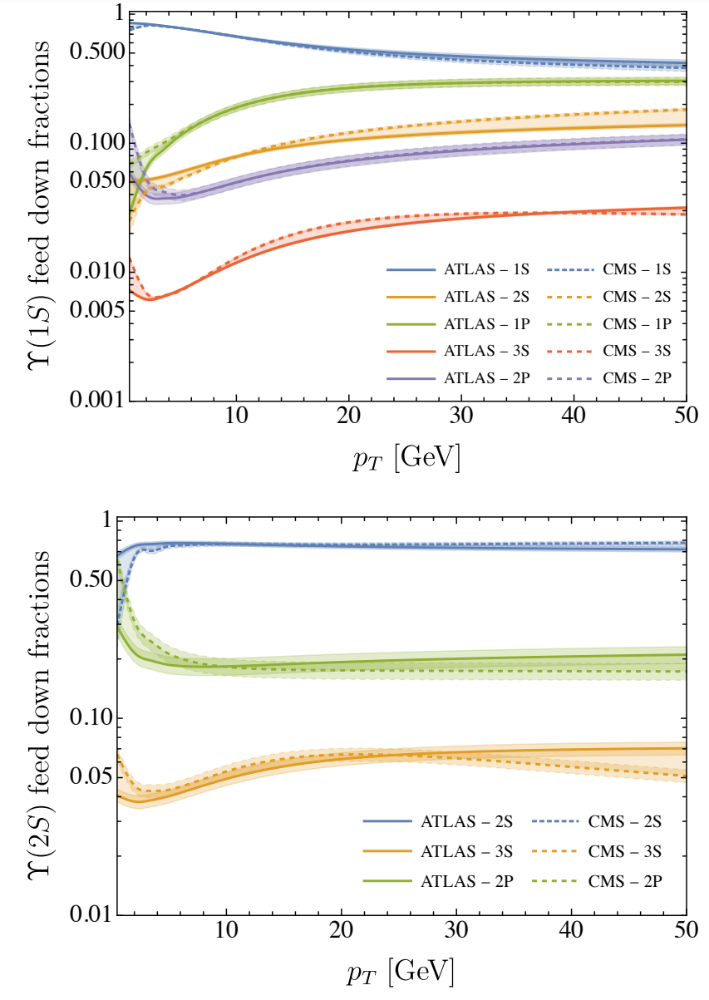 Υ(1S) feed down fractions
1
0.500
0.100
0.050
0.010
0.005
0.001
ATLAS – 1S CMS – 1S
ATLAS – 2S CMS – 2S
ATLAS – 1P CMS – 1P
ATLAS – 3S CMS – 3S
ATLAS – 2P CMS – 2P
10 20 30 40 50
p_T [GeV]
Υ(2S) feed down fractions
1
0.50
0.10
0.05
0.01
ATLAS – 2S CMS – 2S
ATLAS – 3S CMS – 3S
ATLAS – 2P CMS – 2P
10 20 30 40 50
p_T [GeV]